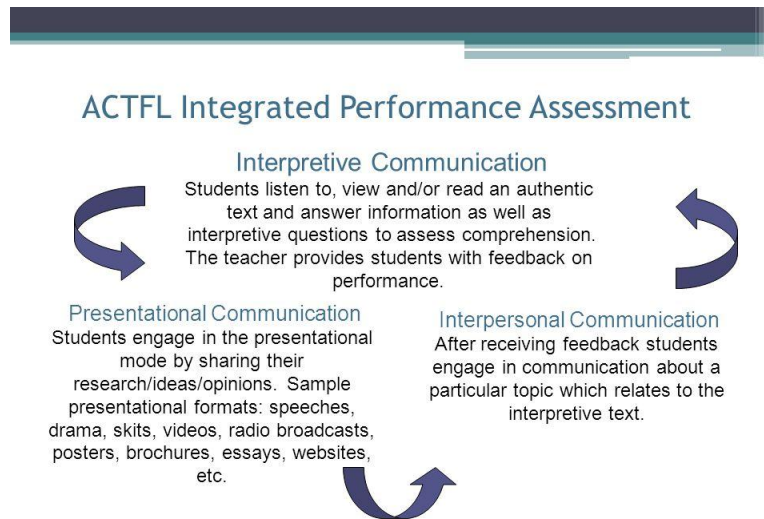 ACTFL Integrated Performance Assessment
Interpretive Communication
Students listen to, view and/or read an authentic
text and answer information as well as
interpretive questions to assess comprehension.
The teacher provides students with feedback on
performance.
Presentational Communication
Students engage in the presentational
mode by sharing their
research/ideas/opinions. Sample
presentational formats: speeches,
drama, skits, videos, radio broadcasts,
posters, brochures, essays, websites,
etc.
Interpersonal Communication
After receiving feedback students
engage in communication about a
particular topic which relates to the
interpretive text.